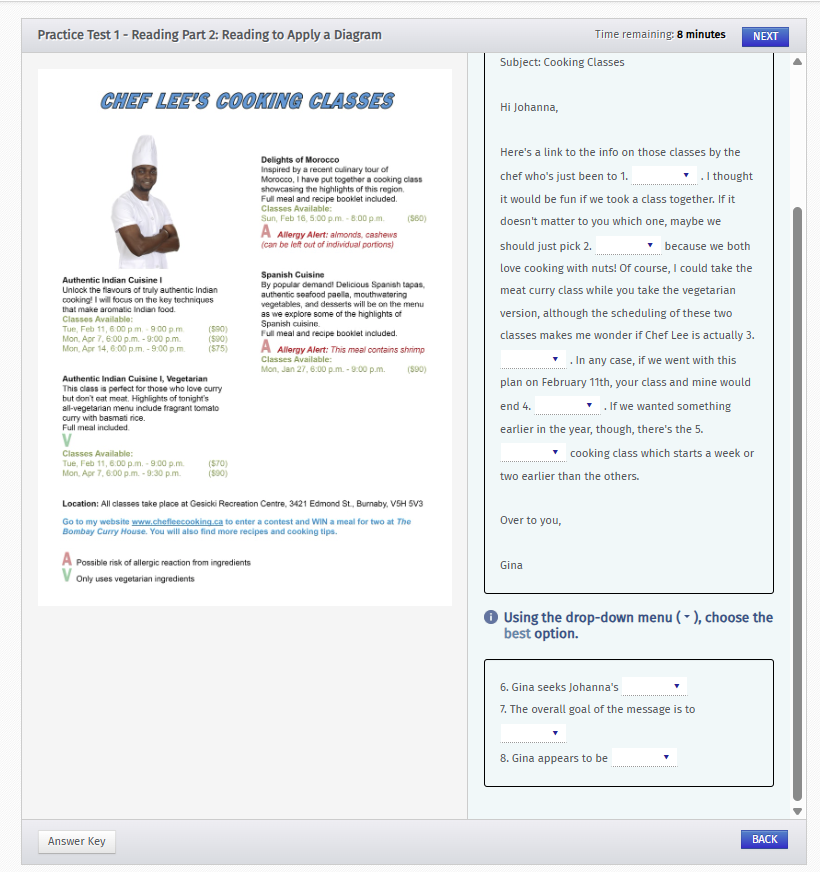 Practice Test 1 - Reading Part 2: Reading to Apply a Diagram
Time remaining: 8 minutes
NEXT
CHEF LEE'S COOKING CLASSES
Authentic Indian Cuisine I
Unlock the flavours of truly authentic Indian
cooking! I will focus on the key techniques
that make aromatic Indian food.
Classes Available:
Tue, Feb 11, 6:00 p.m. - 9:00 p.m. ($90)
Mon, Apr 7, 6:00 p.m. - 9:00 p.m. ($90)
Mon, Apr 14, 6:00 p.m. - 9:00 p.m. ($75)
Authentic Indian Cuisine I, Vegetarian
This class is perfect for those who love curry
but don't eat meat. Highlights of tonight's
all-vegetarian menu include fragrant tomato
curry with basmati rice.
Full meal included.
V
Classes Available:
Tue, Feb 11, 6:00 p.m. - 9:00 p.m. ($70)
Mon, Apr 7, 6:00 p.m. - 9:30 p.m. ($90)
Delights of Morocco
Inspired by a recent culinary tour of
Morocco, I have put together a cooking class
showcasing the highlights of this region.
Full meal and recipe booklet included.
Classes Available:
Sun, Feb 16, 5:00 p.m. - 8:00 p.m. ($60)
A Allergy Alert: almonds, cashews
(can be left out of individual portions)
Spanish Cuisine
By popular demand! Delicious Spanish tapas,
authentic seafood paella, mouthwatering
vegetables, and desserts will be on the menu
as we explore some of the highlights of
Spanish cuisine.
Full meal and recipe booklet included.
A Allergy Alert: This meal contains shrimp
Classes Available:
Mon, Jan 27, 6:00 p.m. - 9:00 p.m. ($90)
Location: All classes take place at Gesicki Recreation Centre, 3421 Edmond St., Burnaby, V5H 5V3
Go to my website www.chefleecooking.ca to enter a contest and WIN a meal for two at The
Bombay Curry House. You will also find more recipes and cooking tips.
A Possible risk of allergic reaction from ingredients
V Only uses vegetarian ingredients
Subject: Cooking Classes
Hi Johanna,
Here's a link to the info on those classes by the
chef who's just been to 1. . I thought
it would be fun if we took a class together. If it
doesn't matter to you which one, maybe we
should just pick 2. because we both
love cooking with nuts! Of course, I could take the
meat curry class while you take the vegetarian
version, although the scheduling of these two
classes makes me wonder if Chef Lee is actually 3.
. In any case, if we went with this
plan on February 11th, your class and mine would
end 4. . If we wanted something
earlier in the year, though, there's the 5.
cooking class which starts a week or
two earlier than the others.
Over to you,
Gina
i Using the drop-down menu ( ), choose the
best option.
6. Gina seeks Johanna's
7. The overall goal of the message is to
8. Gina appears to be
Answer Key
BACK